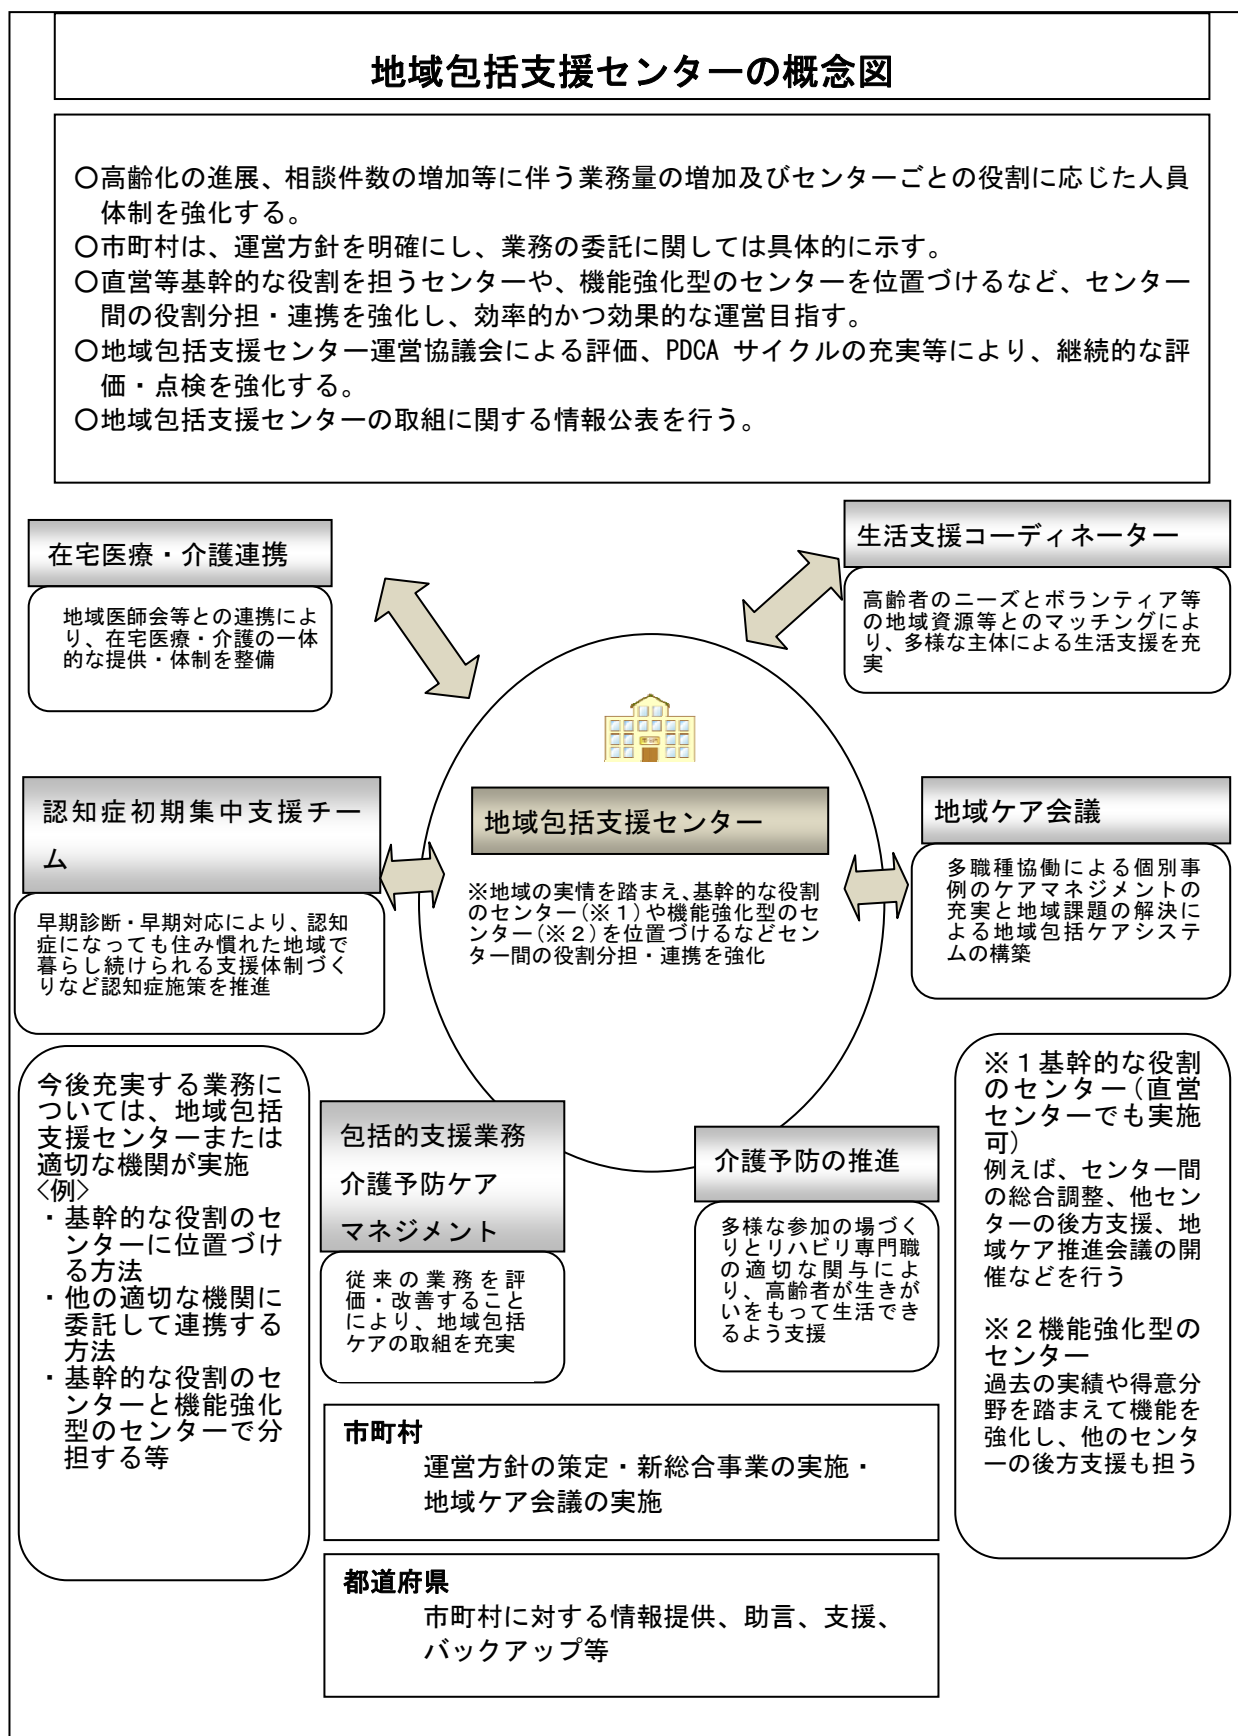 地域包括支援センターの概念図
○高齢化の進展、相談件数の増加等に伴う業務量の増加及びセンターごとの役割に応じた人員
体制を強化する。
○市町村は、運営方針を明確にし、業務の委託に関しては具体的に示す。
○直営等基幹的な役割を担うセンターや、機能強化型のセンターを位置づけるなど、センター
間の役割分担・連携を強化し、効率的かつ効果的な運営目指す。
○地域包括支援センター運営協議会による評価、PDCA サイクルの充実等により、継続的な評
価・点検を強化する。
○地域包括支援センターの取組に関する情報公表を行う。
在宅医療・介護連携
地域医師会等との連携によ
り、在宅医療・介護の一体
的な提供・体制を整備
生活支援コーディネーター
高齢者のニーズとボランティア等
の地域資源等とのマッチングによ
り、多様な主体による生活支援を充
実
認知症初期集中支援チー
ム
早期診断・早期対応により、認知
症になっても住み慣れた地域で
暮らし続けられる支援体制づく
りなど認知症施策を推進
地域包括支援センター
※地域の実情を踏まえ、基幹的な役割
のセンター(※１)や機能強化型のセ
ンター(※２)を位置づけるなどセン
ター間の役割分担・連携を強化
地域ケア会議
多職種協働による個別事
例のケアマネジメントの
充実と地域課題の解決に
よる地域包括ケアシステ
ムの構築
今後充実する業務に
ついては、地域包括
支援センターまたは
適切な機関が実施
<例>
・基幹的な役割のセ
ンターに位置づけ
る方法
・他の適切な機関に
委託して連携する
方法
・基幹的な役割のセ
ンターと機能強化
型のセンターで分
担する等
包括的支援業務
介護予防ケア
マネジメント
従来の業務を評
価・改善すること
により、地域包括
ケアの取組を充実
介護予防の推進
多様な参加の場づく
りとリハビリ専門職
の適切な関与によ
り、高齢者が生きが
いをもって生活でき
るよう支援
※１基幹的な役割
のセンター(直営
センターでも実施
可)
例えば、センター間
の総合調整、他セン
ターの後方支援、地
域ケア推進会議の開
催などを行う
※２機能強化型の
センター
過去の実績や得意分
野を踏まえて機能を
強化し、他のセンタ
ーの後方支援も担う
市町村
運営方針の策定・新総合事業の実施・
地域ケア会議の実施
都道府県
市町村に対する情報提供、助言、支援、
バックアップ等